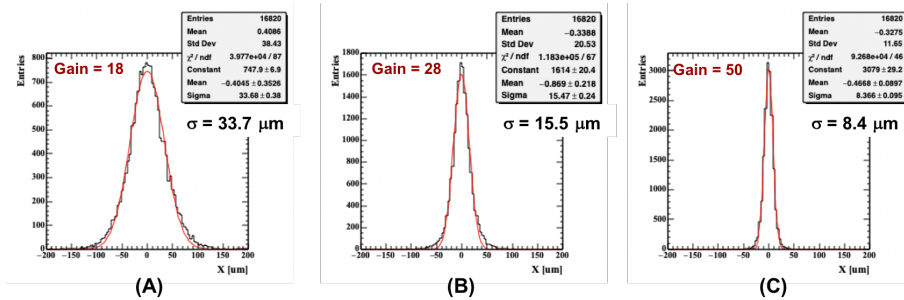 Entries 16820
Mean 0.4086
Std Dev 38.43
χ² / ndf 3.977e+04 / 87
Constant 747.9 ± 6.9
Mean −0.4045 ± 0.3526
Sigma 33.68 ± 0.38
Gain = 18
σ = 33.7 μm
Entries
800
700
600
500
400
300
200
100
0
−200 −150 −100 −50 0 50 100 150 200
X [um]
(A)
Entries 16820
Mean −0.3388
Std Dev 20.53
χ² / ndf 1.183e+05 / 67
Constant 1614 ± 20.4
Mean −0.869 ± 0.218
Sigma 15.47 ± 0.24
Gain = 28
σ = 15.5 μm
Entries
1800
1600
1400
1200
1000
800
600
400
200
0
−200 −150 −100 −50 0 50 100 150 200
X [um]
(B)
Entries 16820
Mean −0.3275
Std Dev 11.65
χ² / ndf 9.268e+04 / 46
Constant 3079 ± 29.2
Mean −0.4668 ± 0.0897
Sigma 8.366 ± 0.095
Gain = 50
σ = 8.4 μm
Entries
3000
2500
2000
1500
1000
500
0
−200 −150 −100 −50 0 50 100 150 200
X [um]
(C)